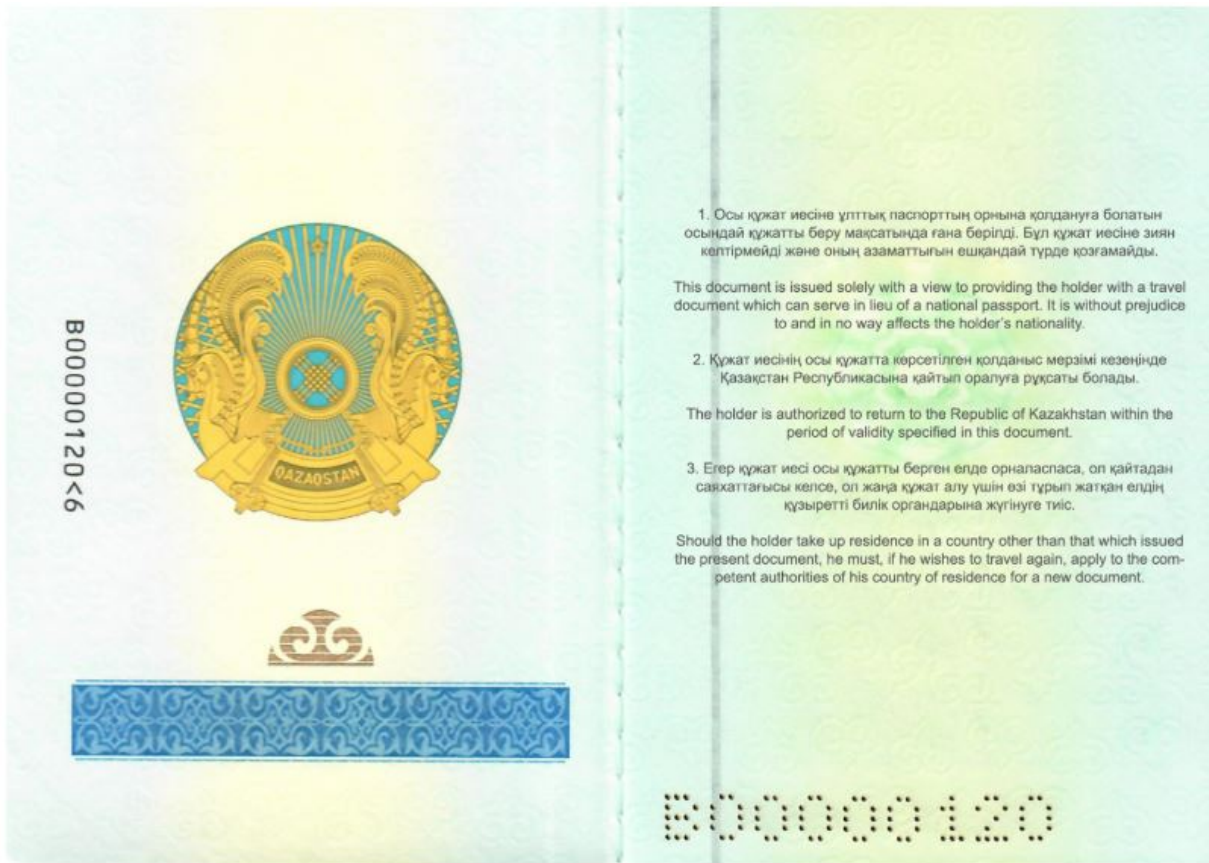 B00000120<6
QAZAQSTAN
1. Осы құжат иесіне ұлттық паспорттың орнына қолдануға болатын
осындай құжатты беру мақсатында ғана берілді. Бұл құжат иесіне зиян
келтірмейді және оның азаматтығын ешқандай түрде қозғамайды.
This document is issued solely with a view to providing the holder with a travel
document which can serve in lieu of a national passport. It is without prejudice
to and in no way affects the holder's nationality.
2. Құжат иесінің осы құжатта көрсетілген қолданыс мерзімі кезеңінде
Қазақстан Республикасына қайтып оралуға рұқсаты болады.
The holder is authorized to return to the Republic of Kazakhstan within the
period of validity specified in this document.
3. Егер құжат иесі осы құжатты берген елде орналаспаса, ол қайтадан
саяхаттағысы келсе, ол жаңа құжат алу үшін өзі тұрып жатқан елдің
құзыретті билік органдарына жүгінуге тиіс.
Should the holder take up residence in a country other than that which issued
the present document, he must, if he wishes to travel again, apply to the com-
petent authorities of his country of residence for a new document.
B00000120